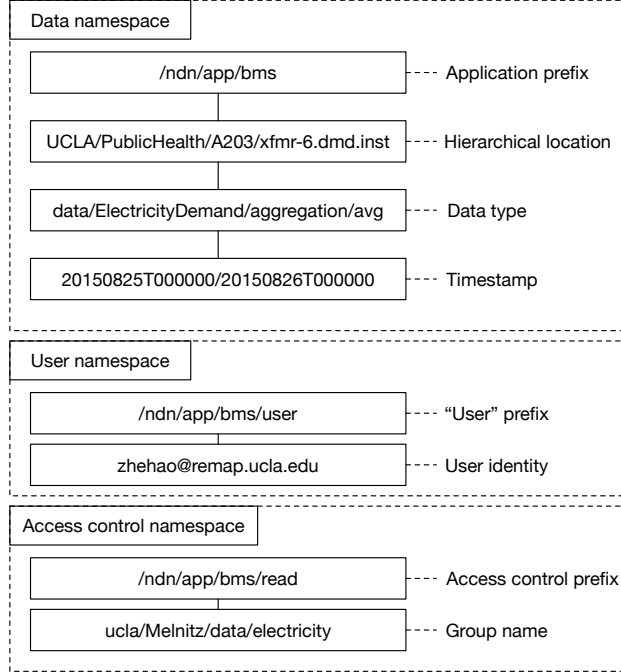 Data namespace
/ndn/app/bms
Application prefix
UCLA/PublicHealth/A203/xfmr-6.dmd.inst
Hierarchical location
data/ElectricityDemand/aggregation/avg
Data type
20150825T000000/20150826T000000
Timestamp
User namespace
/ndn/app/bms/user
“User” prefix
zhehao@remap.ucla.edu
User identity
Access control namespace
/ndn/app/bms/read
Access control prefix
ucla/Melnitz/data/electricity
Group name